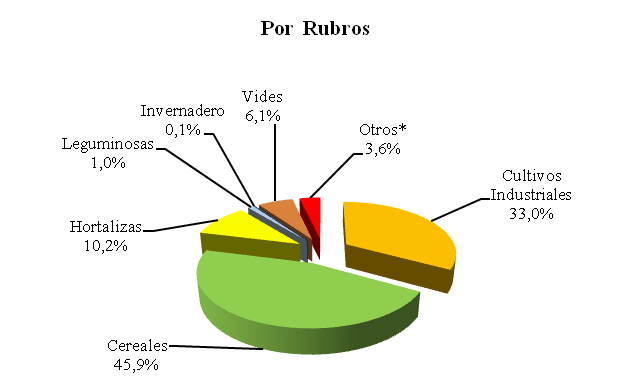 Por Rubros
Vides
6,1%
Invernadero
0,1%
Otros*
3,6%
Leguminosas
1,0%
Cultivos
Industriales
33,0%
Hortalizas
10,2%
Cereales
45,9%